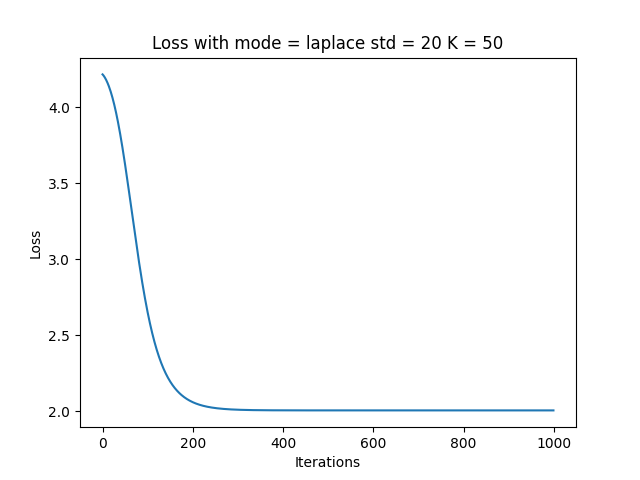 Loss with mode = laplace std = 20 K = 50
4.0
3.5
3.0
2.5
2.0
Loss
0 200 400 600 800 1000
Iterations